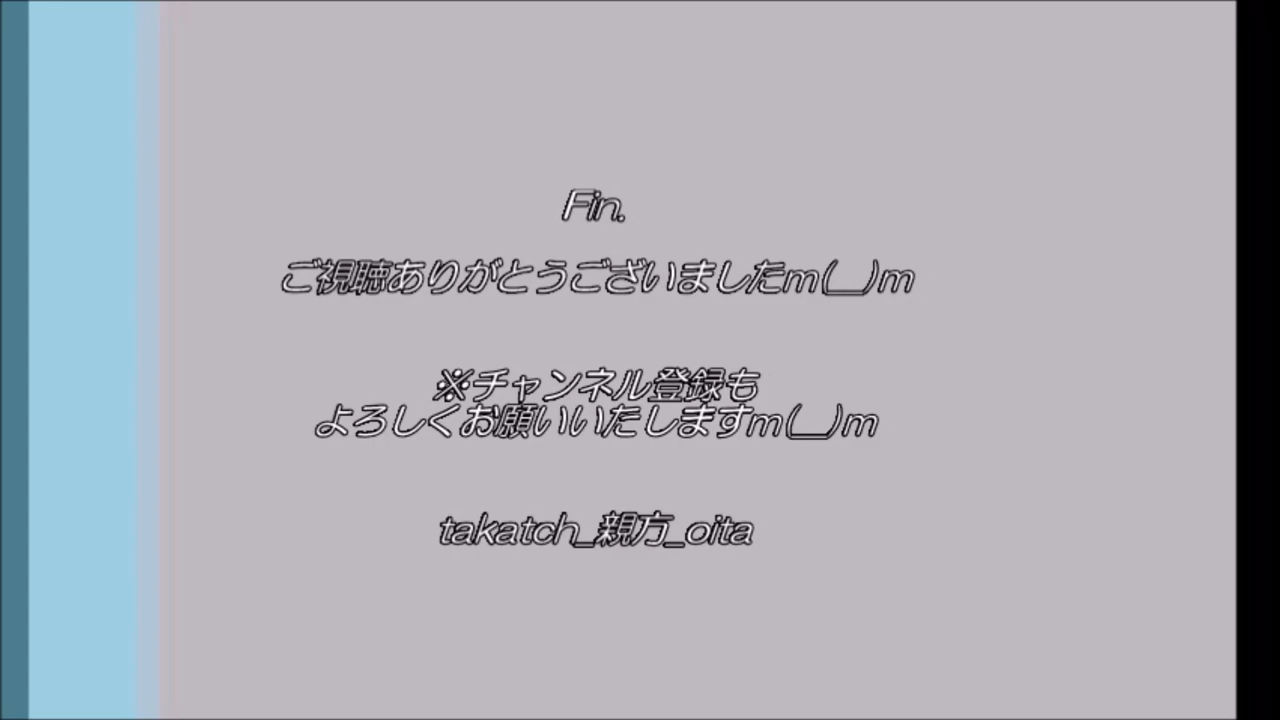 Fin.
ご視聴ありがとうございましたm(__)m
※チャンネル登録も
よろしくお願いいたしますm(__)m
takatch_親方_oita